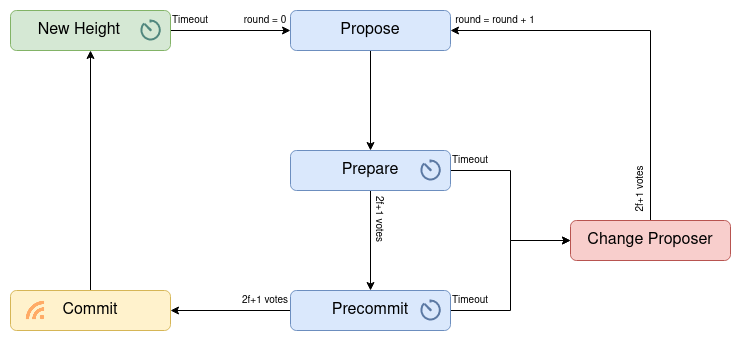 New Height
Timeout
round = 0
Propose
round = round + 1
Prepare
Timeout
2f+1 votes
2f+1 votes
Change Proposer
Commit
2f+1 votes
Precommit
Timeout